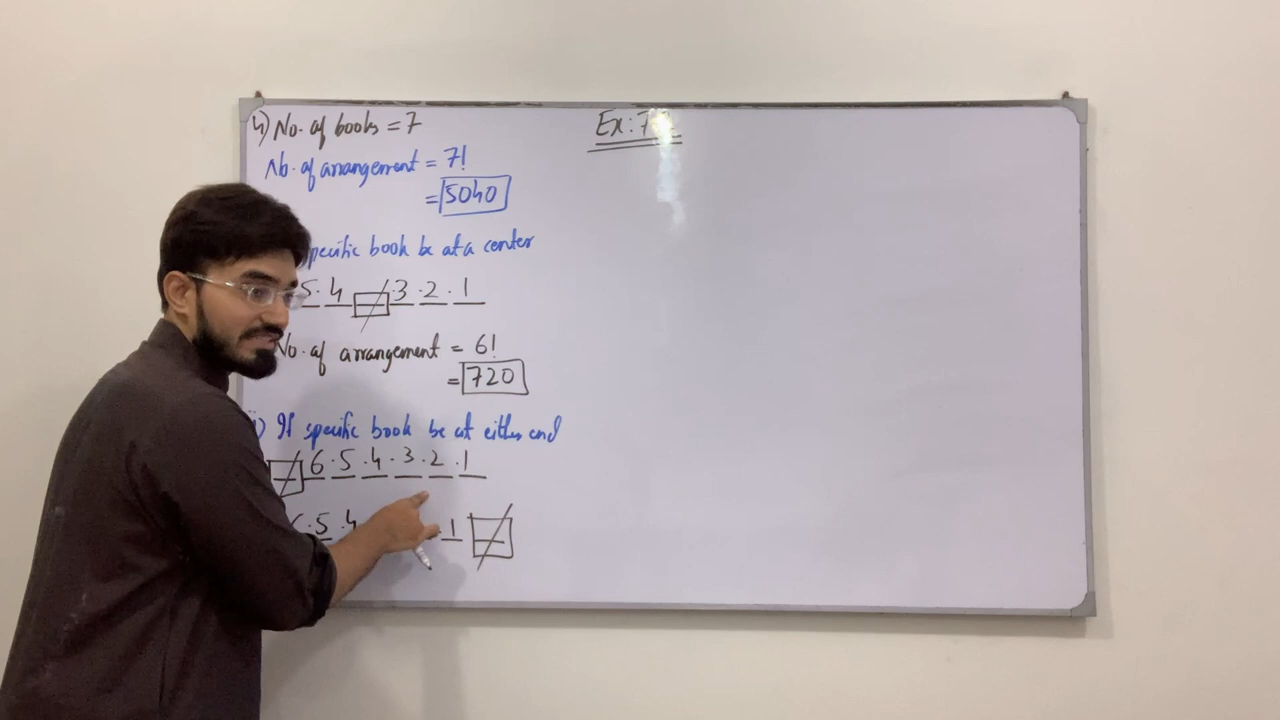 4) No. of books = 7
Ex: 7
No. of arrangement = 7!
= 5040
specific book be at a center
5 · 4 · 3 · 2 · 1
No. of arrangement = 6!
= 720
ii) If specific book be at either end
6 · 5 · 4 · 3 · 2 · 1
6 · 5 · 4 1